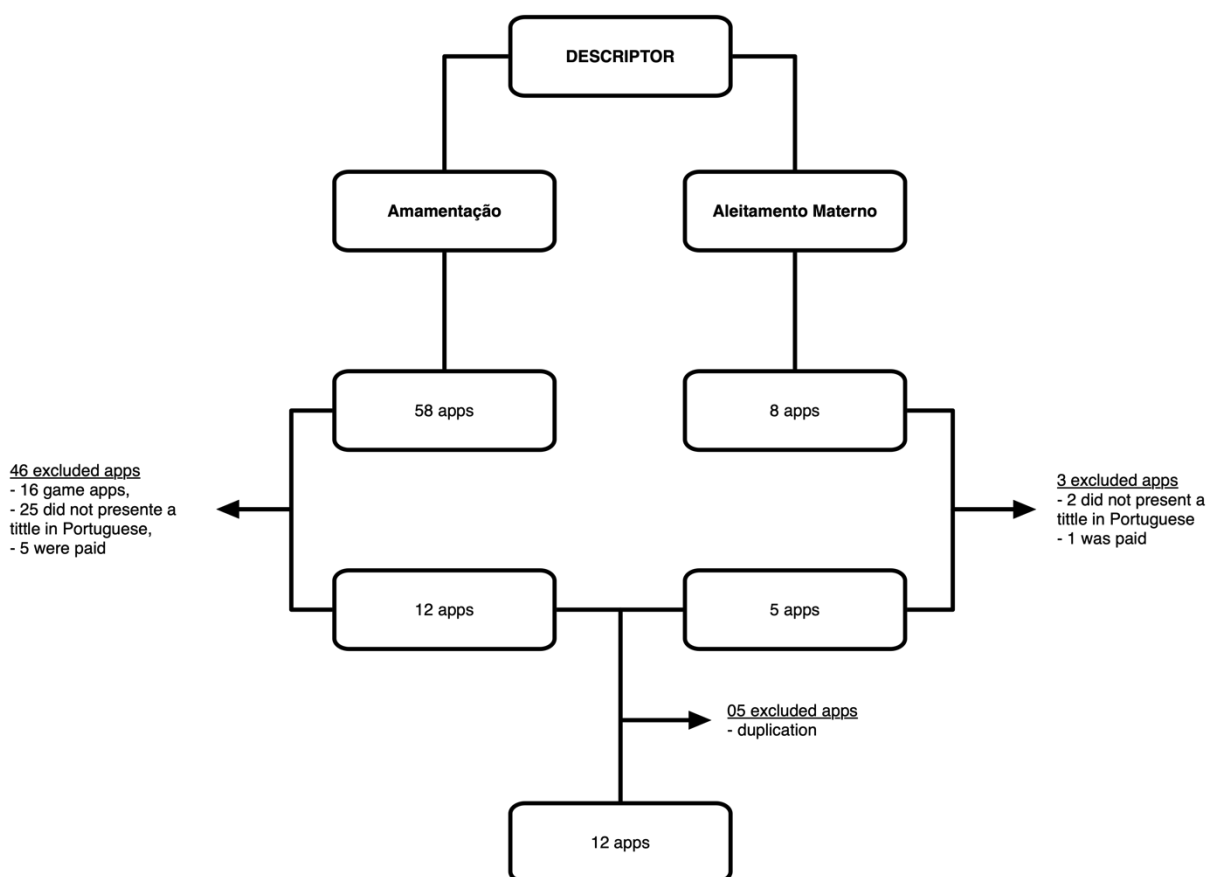 DESCRIPTOR
Amamentação
Aleitamento Materno
58 apps
8 apps
46 excluded apps
- 16 game apps,
- 25 did not presente a
tittle in Portuguese,
- 5 were paid
3 excluded apps
- 2 did not present a
tittle in Portuguese
- 1 was paid
12 apps
5 apps
05 excluded apps
- duplication
12 apps